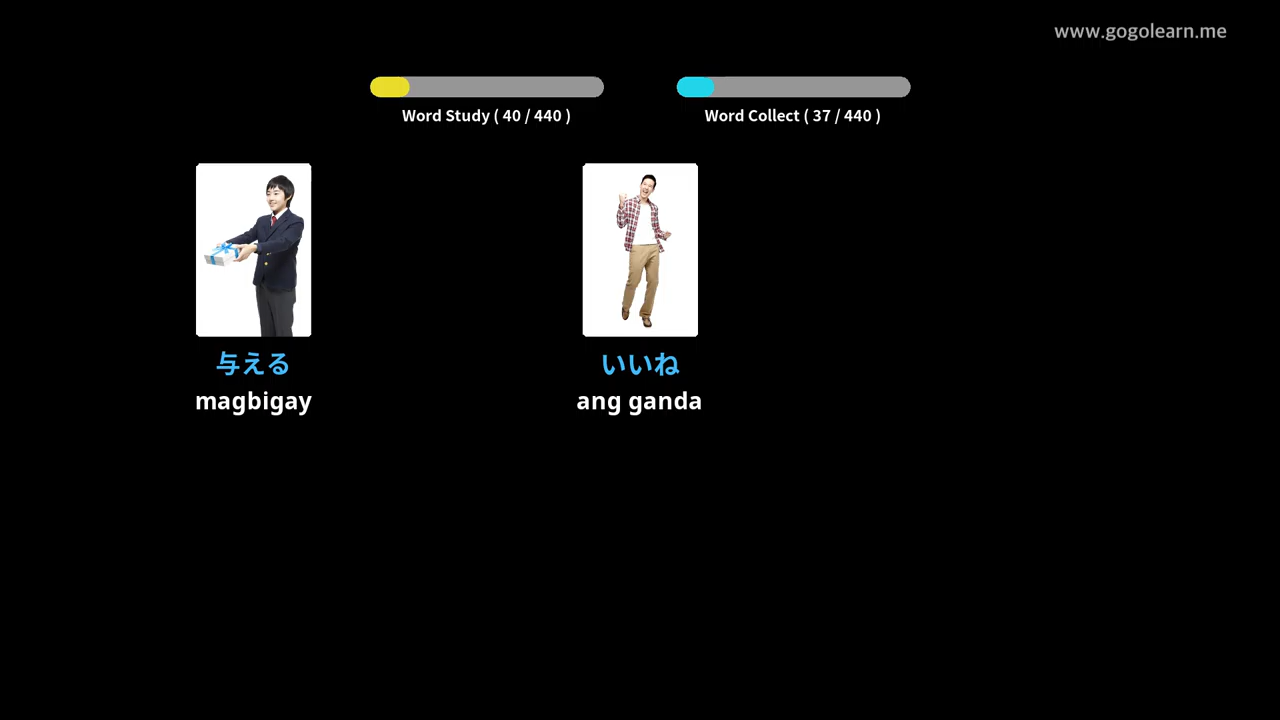 www.gogolearn.me
Word Study ( 40 / 440 )
Word Collect ( 37 / 440 )
与える
magbigay
いいね
ang ganda